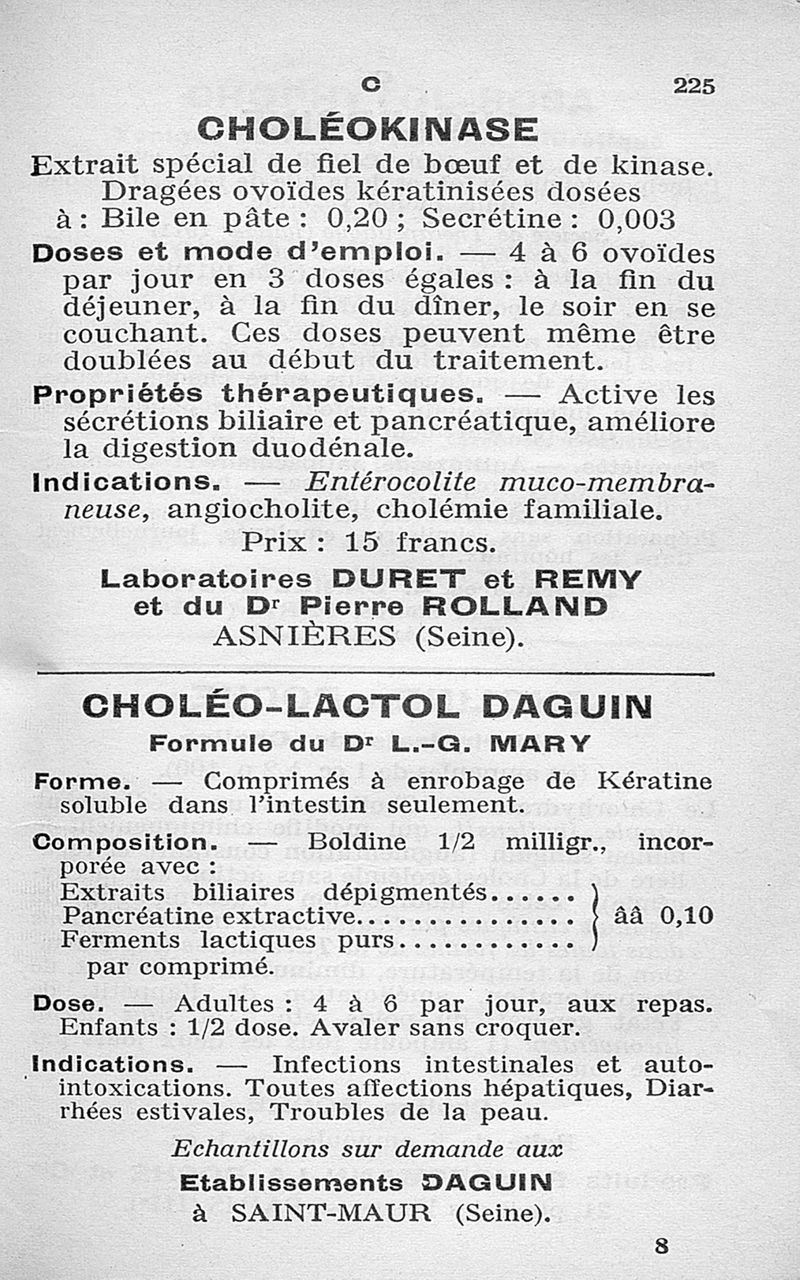 C 225
CHOLÉOKINASE
Extrait spécial de fiel de bœuf et de kinase.
Dragées ovoïdes kératinisées dosées
à : Bile en pâte : 0,20 ; Secrétine : 0,003
Doses et mode d'emploi. — 4 à 6 ovoïdes
par jour en 3 doses égales : à la fin du
déjeuner, à la fin du dîner, le soir en se
couchant. Ces doses peuvent même être
doublées au début du traitement.
Propriétés thérapeutiques. — Active les
sécrétions biliaire et pancréatique, améliore
la digestion duodénale.
Indications. — Entérocolite muco-membra-
neuse, angiocholite, cholémie familiale.
Prix : 15 francs.
Laboratoires DURET et REMY
et du Dr Pierre ROLLAND
ASNIÈRES (Seine).
CHOLÉO-LACTOL DAGUIN
Formule du Dr L.-G. MARY
Forme. — Comprimés à enrobage de Kératine
soluble dans l'intestin seulement.
Composition. — Boldine 1/2 milligr., incor-
porée avec :
Extraits biliaires dépigmentés......
Pancréatine extractive............... } ââ 0,10
Ferments lactiques purs............
par comprimé.
Dose. — Adultes : 4 à 6 par jour, aux repas.
Enfants : 1/2 dose. Avaler sans croquer.
Indications. — Infections intestinales et auto-
intoxications. Toutes affections hépatiques, Diar-
rhées estivales, Troubles de la peau.
Echantillons sur demande aux
Etablissements DAGUIN
à SAINT-MAUR (Seine).
8